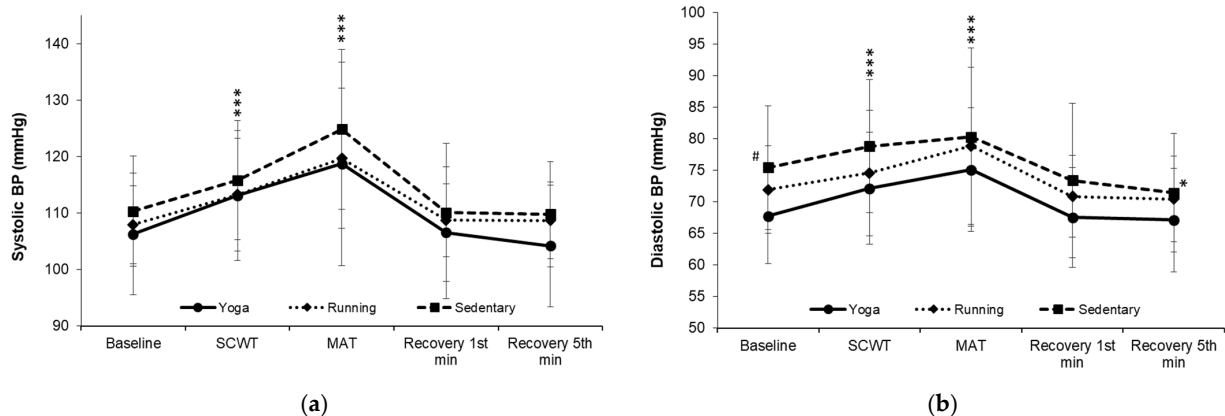 140
130
120
110
100
90
Systolic BP (mmHg)
***
***
Yoga Running Sedentary
Baseline SCWT MAT Recovery 1st min Recovery 5th min
(a)
100
95
90
85
80
75
70
65
60
55
50
Diastolic BP (mmHg)
#
***
***
*
Yoga Running Sedentary
Baseline SCWT MAT Recovery 1st min Recovery 5th min
(b)